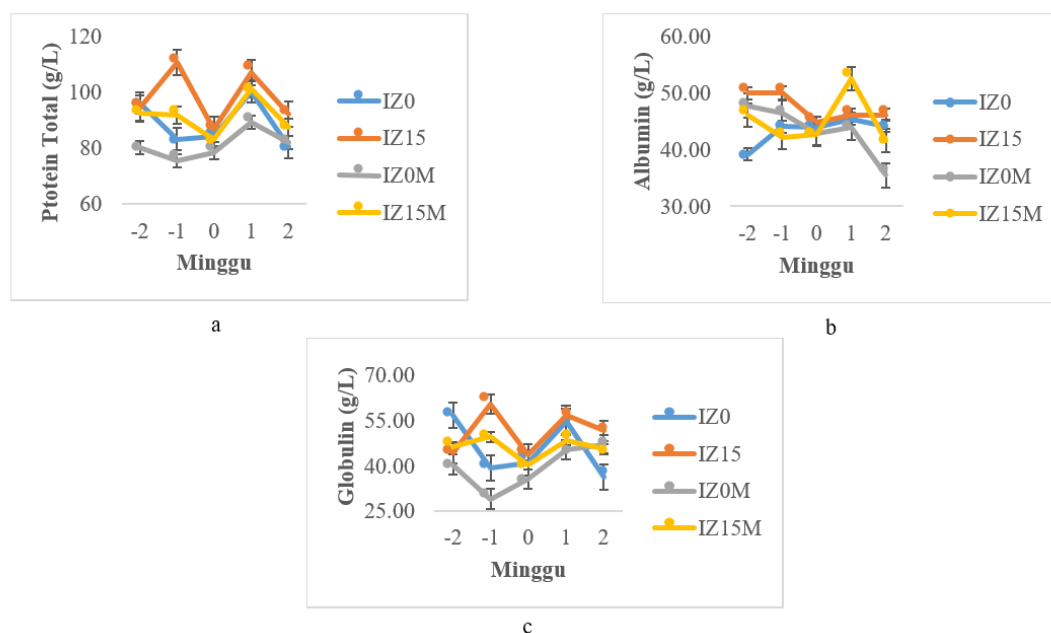 Ptotein Total (g/L)
120
100
80
60
-2 -1 0 1 2
Minggu
IZ0
IZ15
IZ0M
IZ15M
a
Albumin (g/L)
60.00
50.00
40.00
30.00
-2 -1 0 1 2
Minggu
IZ0
IZ15
IZ0M
IZ15M
b
Globulin (g/L)
70.00
55.00
40.00
25.00
-2 -1 0 1 2
Minggu
IZ0
IZ15
IZ0M
IZ15M
c